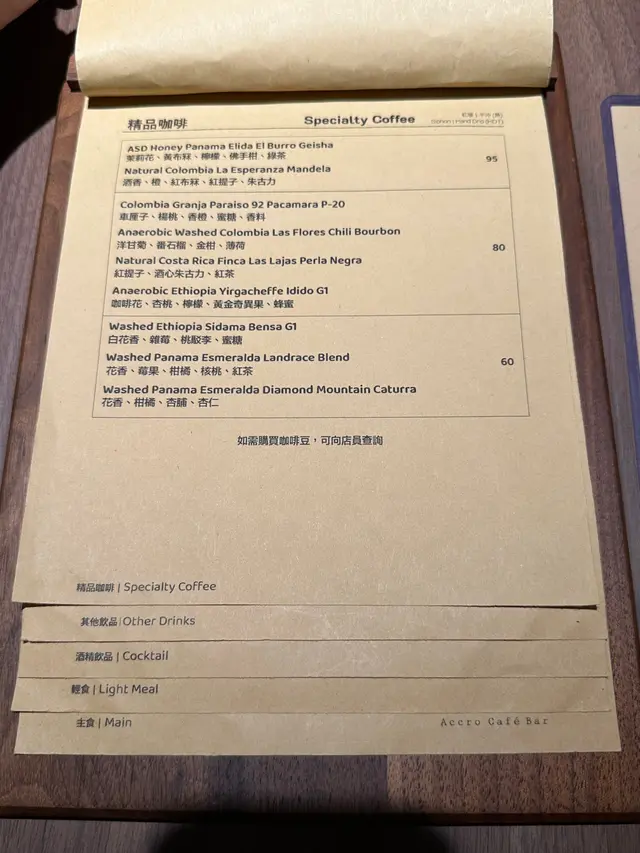 精品咖啡
Specialty Coffee
Siphon | Hand Drip (HOT)
ASD Honey Panama Elida El Burro Geisha
茉莉花、黃布冧、檸檬、佛手柑、綠茶
95
Natural Colombia La Esperanza Mandela
酒香、橙、紅布冧、紅提子、朱古力
Colombia Granja Paraiso 92 Pacamara P-20
車厘子、楊桃、香橙、蜜糖、香料
Anaerobic Washed Colombia Las Flores Chili Bourbon
洋甘菊、番石榴、金柑、薄荷
80
Natural Costa Rica Finca Las Lajas Perla Negra
紅提子、酒心朱古力、紅茶
Anaerobic Ethiopia Yirgacheffe Idido G1
咖啡花、杏桃、檸檬、黃金奇異果、蜂蜜
Washed Ethiopia Sidama Bensa G1
白花香、雜莓、桃駁李、蜜糖
Washed Panama Esmeralda Landrace Blend
60
花香、莓果、柑橘、核桃、紅茶
Washed Panama Esmeralda Diamond Mountain Caturra
花香、柑橘、杏脯、杏仁
如需購買咖啡豆，可向店員查詢
精品咖啡 | Specialty Coffee
其他飲品 | Other Drinks
酒精飲品 | Cocktail
輕食 | Light Meal
主食 | Main
Accro Café Bar